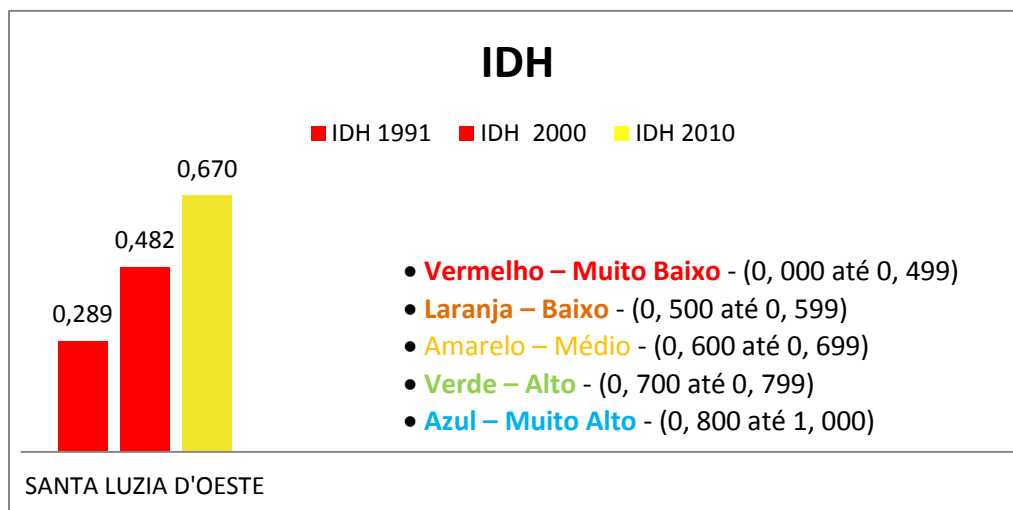 IDH
IDH 1991 IDH 2000 IDH 2010
0,670
0,482
0,289
• Vermelho – Muito Baixo - (0, 000 até 0, 499)
• Laranja – Baixo - (0, 500 até 0, 599)
• Amarelo – Médio - (0, 600 até 0, 699)
• Verde – Alto - (0, 700 até 0, 799)
• Azul – Muito Alto - (0, 800 até 1, 000)
SANTA LUZIA D'OESTE